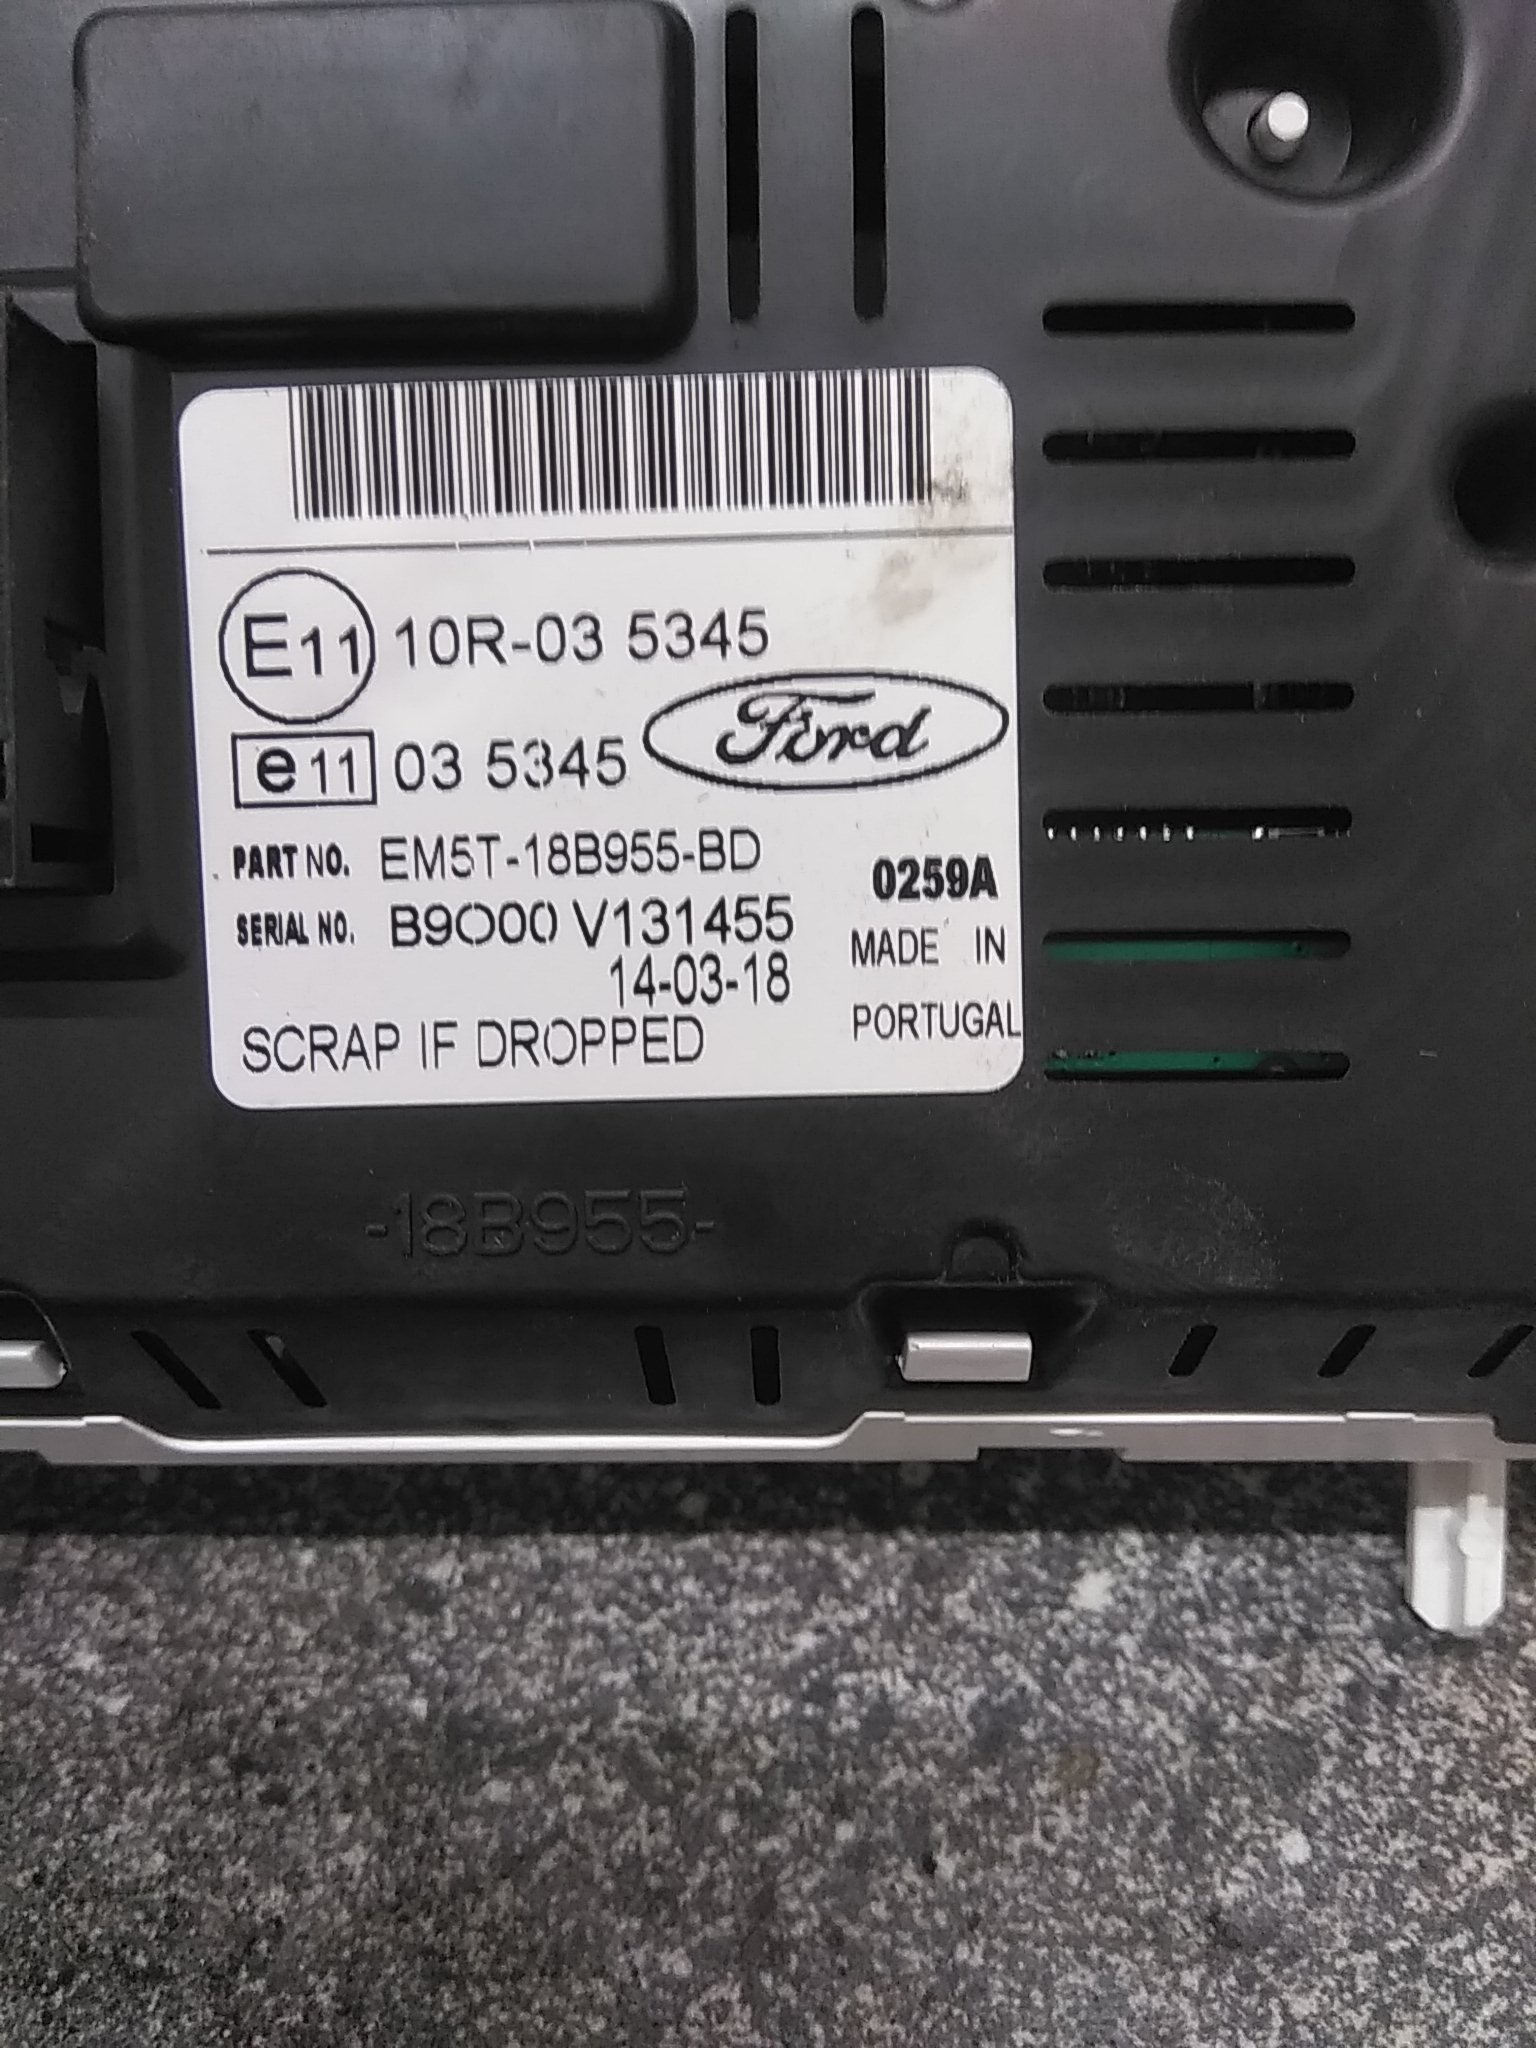 E11 10R-03 5345
Ford
e11 03 5345
PART NO. EM5T-18B955-BD
0259A
SERIAL NO. B9000 V131455
MADE IN
14-03-18
PORTUGAL
SCRAP IF DROPPED
-18B955-